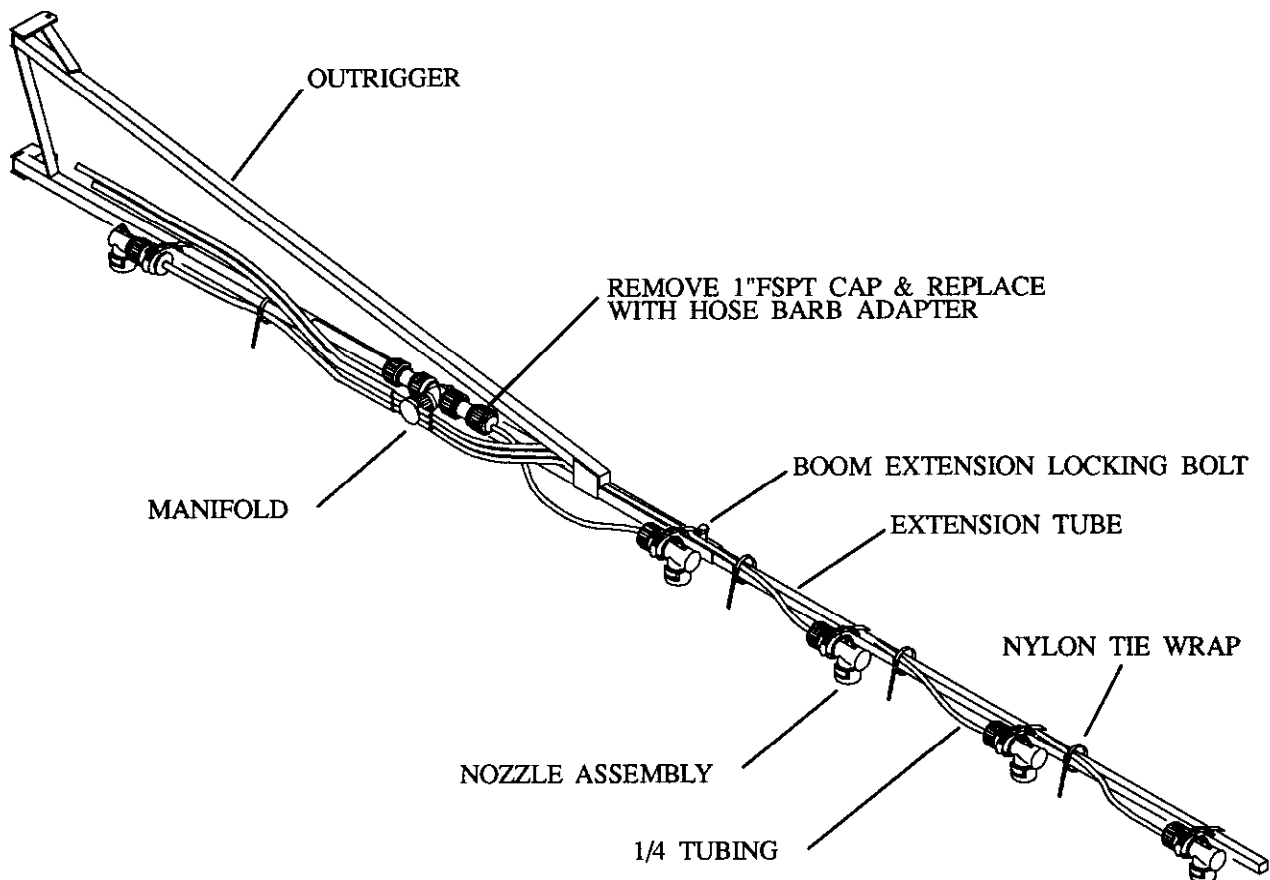 OUTRIGGER
REMOVE 1"FSPT CAP & REPLACE
WITH HOSE BARB ADAPTER
BOOM EXTENSION LOCKING BOLT
MANIFOLD
EXTENSION TUBE
NYLON TIE WRAP
NOZZLE ASSEMBLY
1/4 TUBING